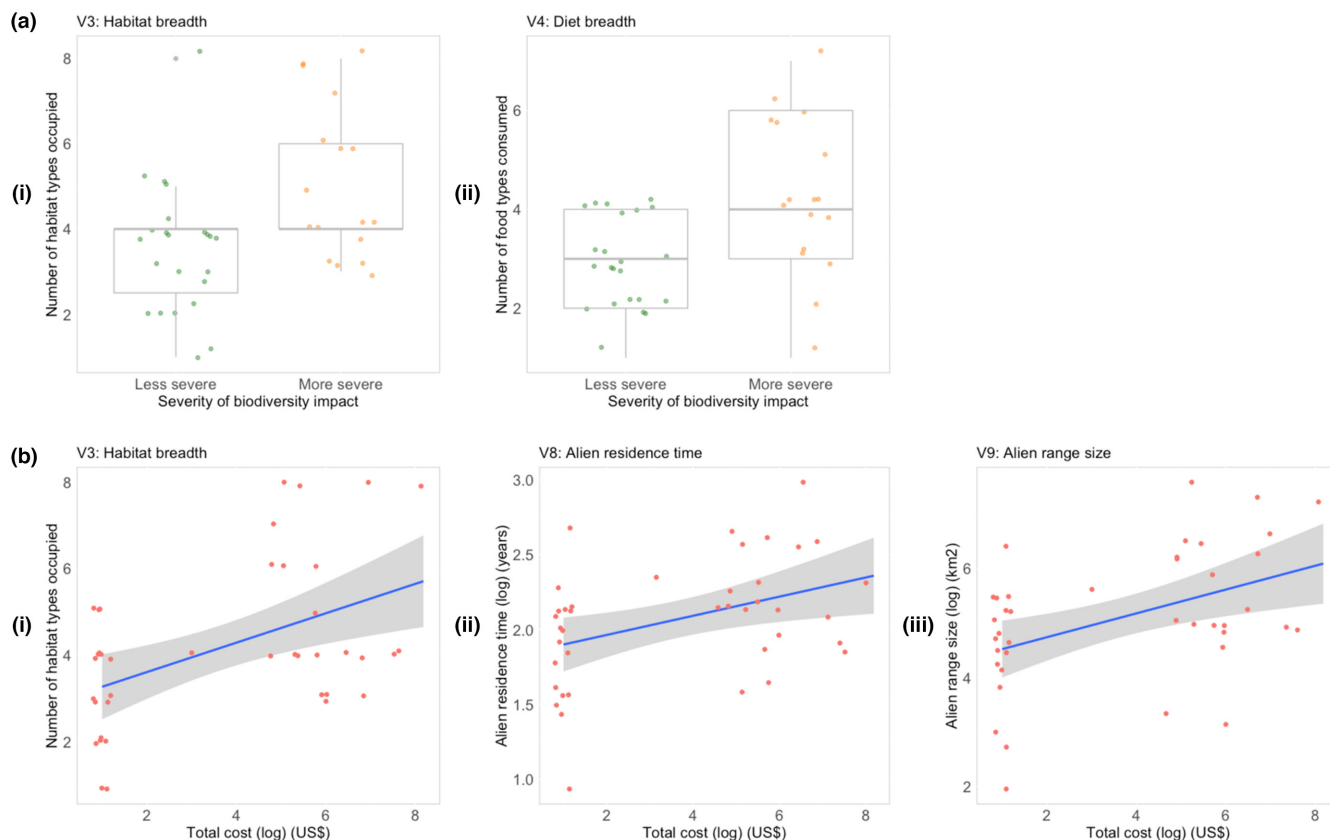 (a)
V3: Habitat breadth
V4: Diet breadth
(i)
Number of habitat types occupied
8
6
4
2
Less severe
More severe
Severity of biodiversity impact
(ii)
Number of food types consumed
6
4
2
Less severe
More severe
Severity of biodiversity impact
(b)
V3: Habitat breadth
V8: Alien residence time
V9: Alien range size
(i)
Number of habitat types occupied
8
6
4
2
2
4
6
8
Total cost (log) (US$)
(ii)
Alien residence time (log) (years)
3.0
2.5
2.0
1.5
1.0
2
4
6
8
Total cost (log) (US$)
(iii)
Alien range size (log) (km2)
6
4
2
2
4
6
8
Total cost (log) (US$)